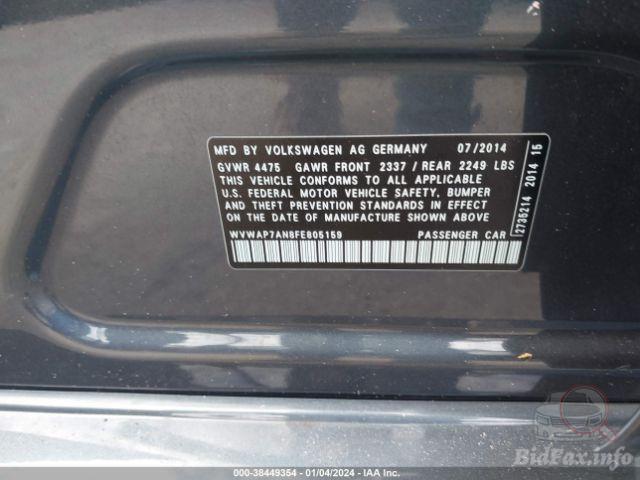 MFD BY VOLKSWAGEN AG GERMANY 07/2014
GVWR 4475 GAWR FRONT 2337 / REAR 2249 LBS
THIS VEHICLE CONFORMS TO ALL APPLICABLE
U.S. FEDERAL MOTOR VEHICLE SAFETY, BUMPER
AND THEFT PREVENTION STANDARDS IN EFFECT
ON THE DATE OF MANUFACTURE SHOWN ABOVE
WVWAP7AN8FE805159 PASSENGER CAR
2735214 2014 15
BidFax.info
000-38449354 - 01/04/2024 - IAA Inc.